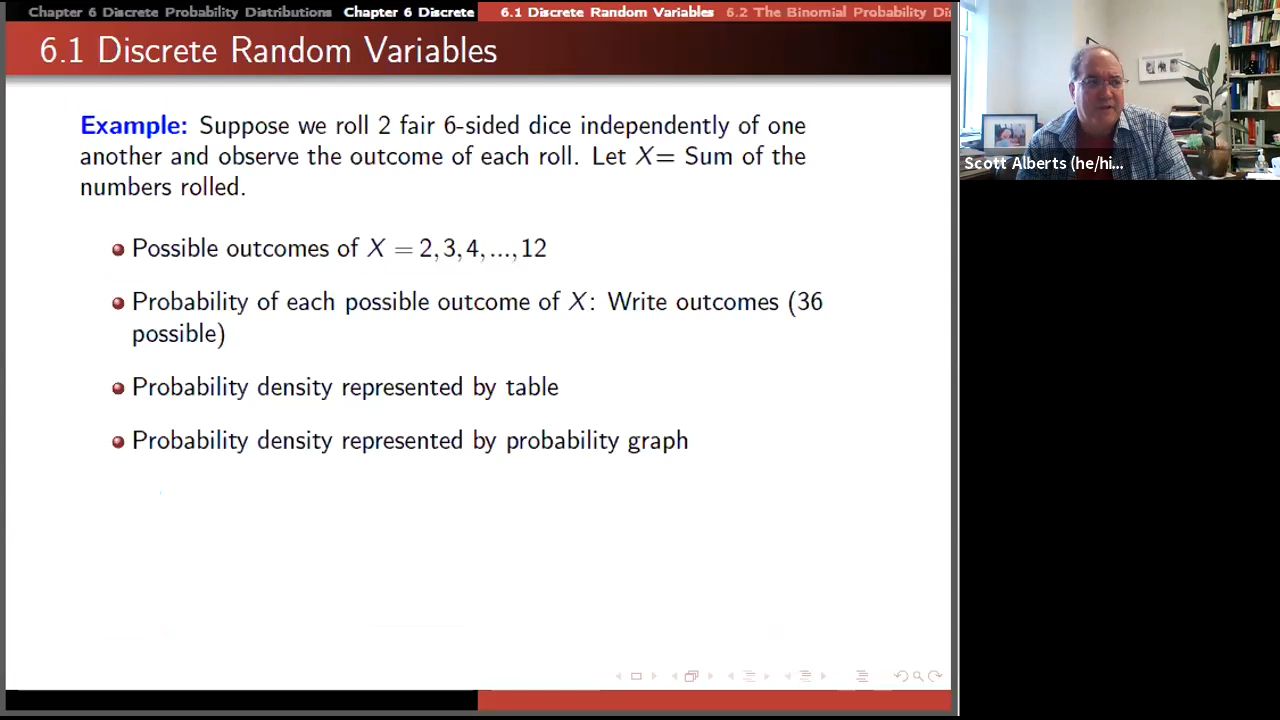 Chapter 6 Discrete Probability Distributions Chapter 6 Discrete 6.1 Discrete Random Variables 6.2 The Binomial Probability Dis
6.1 Discrete Random Variables
Example: Suppose we roll 2 fair 6-sided dice independently of one
another and observe the outcome of each roll. Let X= Sum of the
numbers rolled.
Possible outcomes of X = 2, 3, 4, ..., 12
Probability of each possible outcome of X: Write outcomes (36
possible)
Probability density represented by table
Probability density represented by probability graph
Scott Alberts (he/hi...